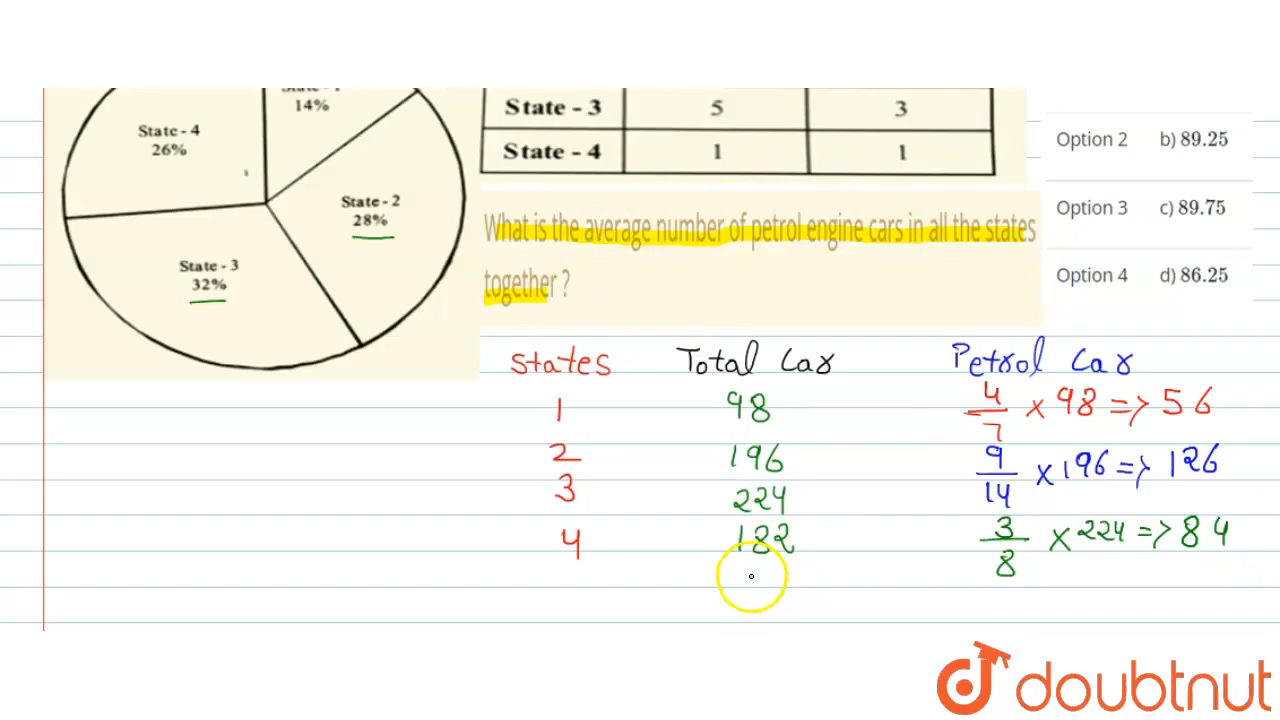 14%
State - 4
26%
State - 2
28%
State - 3
32%
State - 3 5 3
State - 4 1 1
Option 2 b) 89.25
Option 3 c) 89.75
Option 4 d) 86.25
What is the average number of petrol engine cars in all the states
together ?
States Total Car Petrol Car
1 98 4/7 × 98 => 56
2 196 9/14 × 196 => 126
3 224 3/8 × 224 => 84
4 182
doubtnut